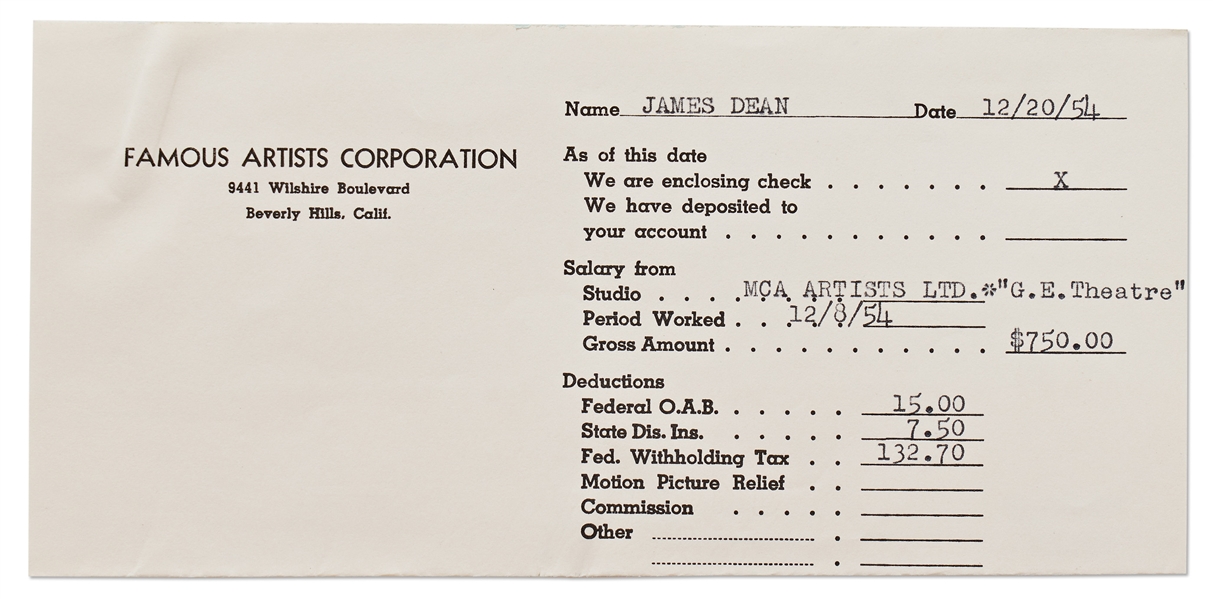 Name JAMES DEAN Date 12/20/54
FAMOUS ARTISTS CORPORATION
9441 Wilshire Boulevard
Beverly Hills, Calif.
As of this date
We are enclosing check . . . . . . . X
We have deposited to
your account . . . . . . . . . . .
Salary from
Studio . . . . MCA ARTISTS LTD.*"G.E.Theatre"
Period Worked . . 12/8/54
Gross Amount . . . . . . . . . . . $750.00
Deductions
Federal O.A.B. . . . . . 15.00
State Dis. Ins. . . . . . 7.50
Fed. Withholding Tax . . 132.70
Motion Picture Relief . .
Commission . . . . .
Other .